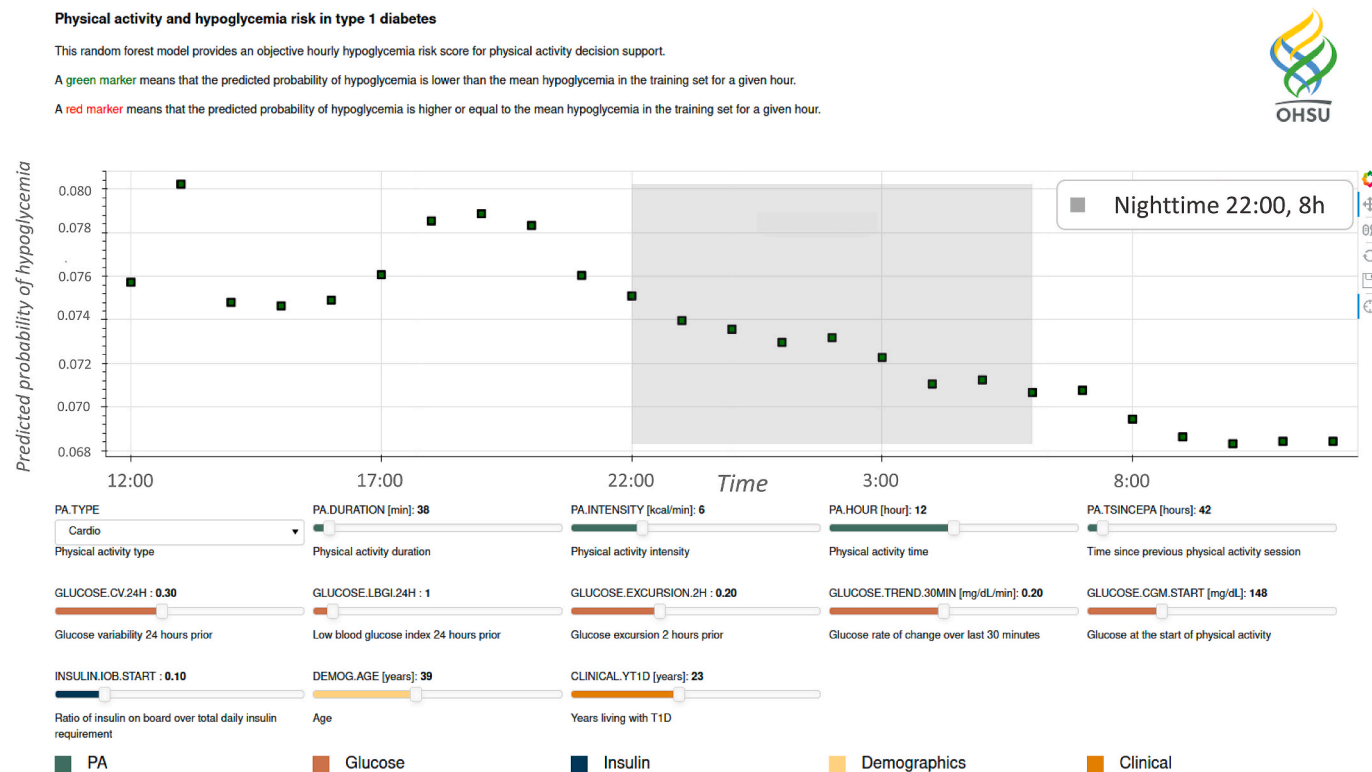 Physical activity and hypoglycemia risk in type 1 diabetes
This random forest model provides an objective hourly hypoglycemia risk score for physical activity decision support.
A green marker means that the predicted probability of hypoglycemia is lower than the mean hypoglycemia in the training set for a given hour.
A red marker means that the predicted probability of hypoglycemia is higher or equal to the mean hypoglycemia in the training set for a given hour.
OHSU
Predicted probability of hypoglycemia
0.080
0.078
0.076
0.074
0.072
0.070
0.068
Nighttime 22:00, 8h
12:00 17:00 22:00 Time 3:00 8:00
PA.TYPE PA.DURATION [min]: 38 PA.INTENSITY [kcal/min]: 6 PA.HOUR [hour]: 12 PA.TSINCEPA [hours]: 42
Cardio
Physical activity type Physical activity duration Physical activity intensity Physical activity time Time since previous physical activity session
GLUCOSE.CV.24H : 0.30 GLUCOSE.LBGI.24H : 1 GLUCOSE.EXCURSION.2H : 0.20 GLUCOSE.TREND.30MIN [mg/dL/min]: 0.20 GLUCOSE.CGM.START [mg/dL]: 148
Glucose variability 24 hours prior Low blood glucose index 24 hours prior Glucose excursion 2 hours prior Glucose rate of change over last 30 minutes Glucose at the start of physical activity
INSULIN.IOB.START : 0.10 DEMOG.AGE [years]: 39 CLINICAL.YT1D [years]: 23
Ratio of insulin on board over total daily insulin Age Years living with T1D
requirement
PA Glucose Insulin Demographics Clinical